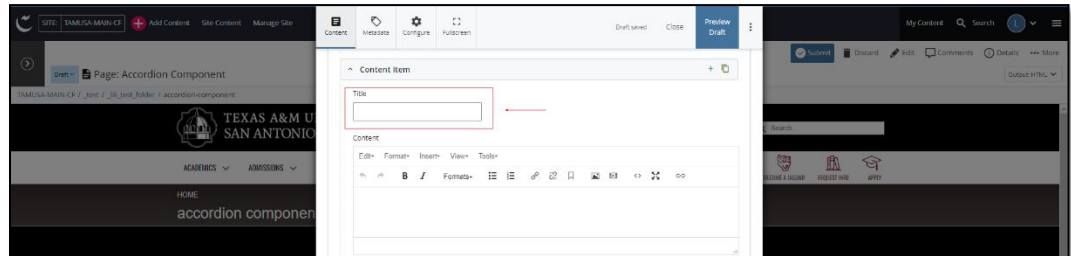 SITE: TAMUSA-MAIN-CF
Add Content
Site Content
Manage Site
Content
Metadata
Configure
Fullscreen
Draft saved
Close
Preview Draft
My Content
Search
L
Submit
Discard
Edit
Comments
Details
More
Draft
Page: Accordion Component
Output: HTML
TAMUSA-MAIN-CF / _test / _lili_test_folder / accordion-component
Content Item
Title
Content
Edit
Format
Insert
View
Tools
B
I
Formats
TEXAS A&M U
SAN ANTONIO
Search
ACADEMICS
ADMISSIONS
BECOME A JAGUAR
REQUEST INFO
APPLY
HOME
accordion componen